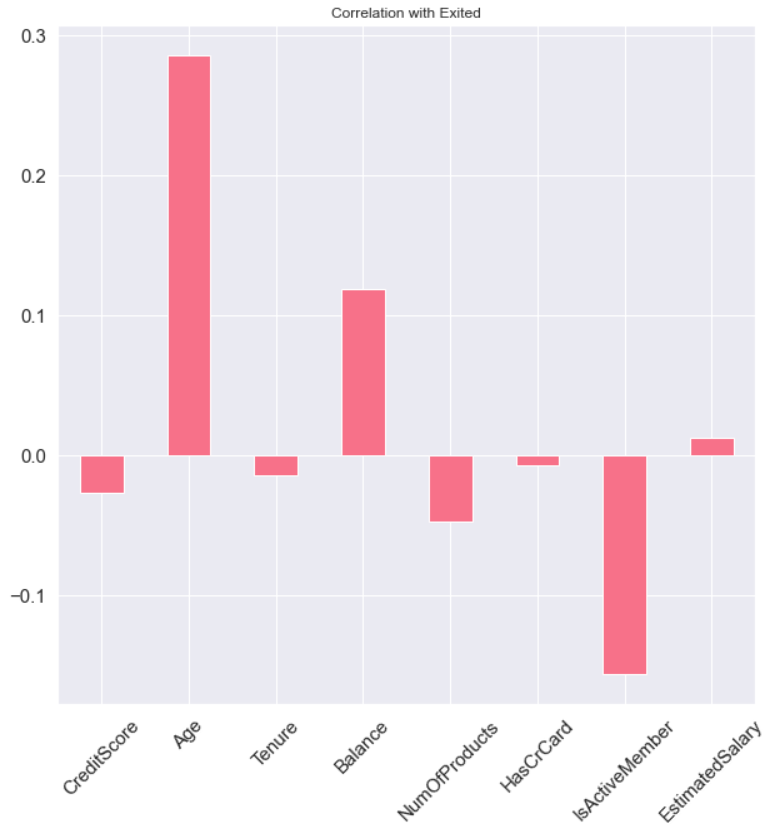 Correlation with Exited
0.3
0.2
0.1
0.0
−0.1
CreditScore
Age
Tenure
Balance
NumOfProducts
HasCrCard
IsActiveMember
EstimatedSalary